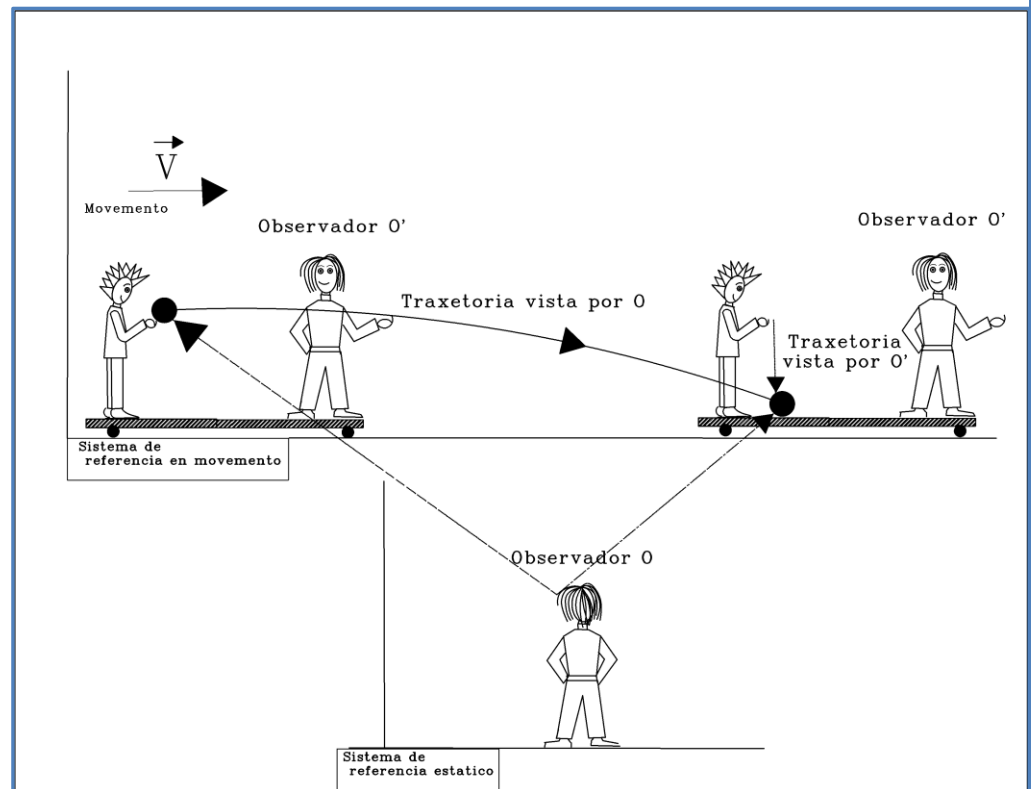 V
Movemento
Observador O'
Observador O'
Traxetoria vista por O
Traxetoria
vista por O'
Sistema de
referencia en movemento
Observador O
Sistema de
referencia estatico